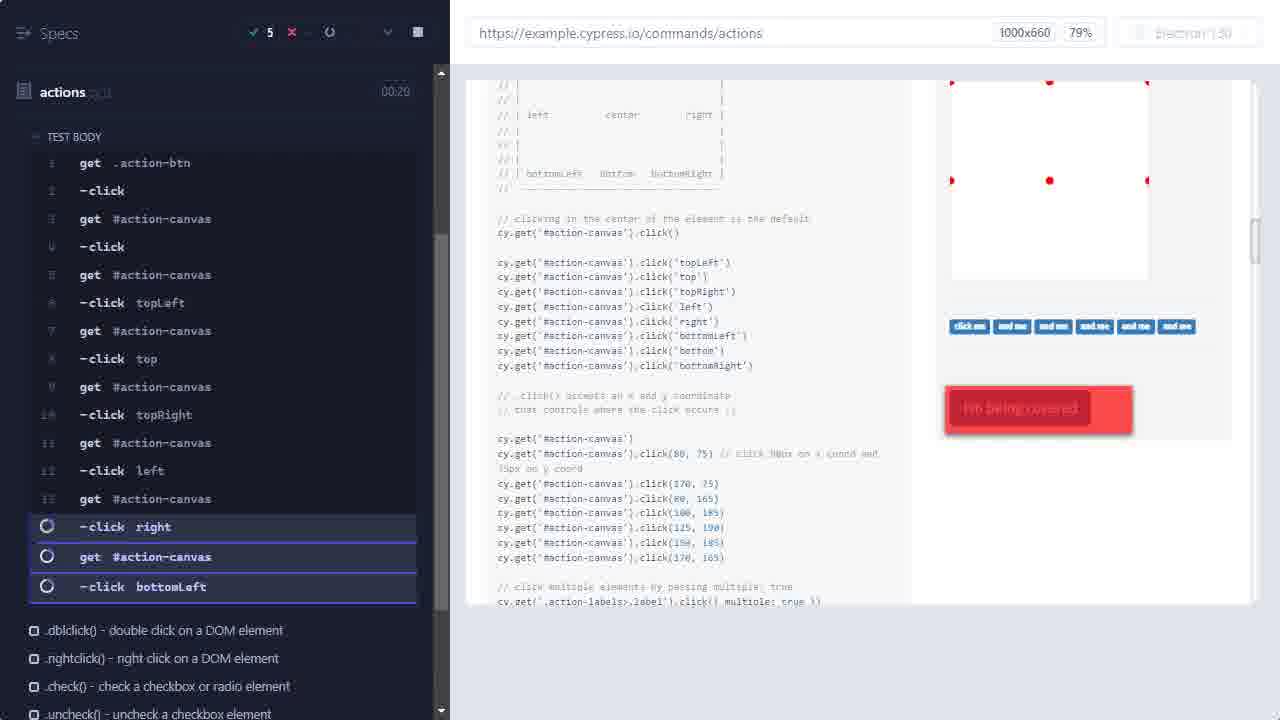 Specs
5
actions
00:20
TEST BODY
1 get .action-btn
2 -click
3 get #action-canvas
4 -click
5 get #action-canvas
6 -click topLeft
7 get #action-canvas
8 -click top
9 get #action-canvas
10 -click topRight
11 get #action-canvas
12 -click left
13 get #action-canvas
-click right
get #action-canvas
-click bottomLeft
.dblclick() - double click on a DOM element
.rightclick() - right click on a DOM element
.check() - check a checkbox or radio element
.uncheck() - uncheck a checkbox element
https://example.cypress.io/commands/actions
1000x660
79%
// |
// |
// | left center right |
// |
// |
// |
// | bottomLeft bottom bottomRight |
//
// clicking in the center of the element is the default
cy.get('#action-canvas').click()
cy.get('#action-canvas').click('topLeft')
cy.get('#action-canvas').click('top')
cy.get('#action-canvas').click('topRight')
cy.get('#action-canvas').click('left')
cy.get('#action-canvas').click('right')
cy.get('#action-canvas').click('bottomLeft')
cy.get('#action-canvas').click('bottom')
cy.get('#action-canvas').click('bottomRight')
// .click() accepts an x and y coordinate
// that controls where the click occurs :)
cy.get('#action-canvas')
cy.get('#action-canvas').click(80, 75) // click 80px on x coord and
75px on y coord
cy.get('#action-canvas').click(170, 75)
cy.get('#action-canvas').click(80, 165)
cy.get('#action-canvas').click(100, 185)
cy.get('#action-canvas').click(125, 190)
cy.get('#action-canvas').click(150, 185)
cy.get('#action-canvas').click(170, 165)
// click multiple elements by passing multiple: true
cy.get('.action-labels>.label').click({ multiple: true })
click me and me and me and me and me and me
I'm being covered